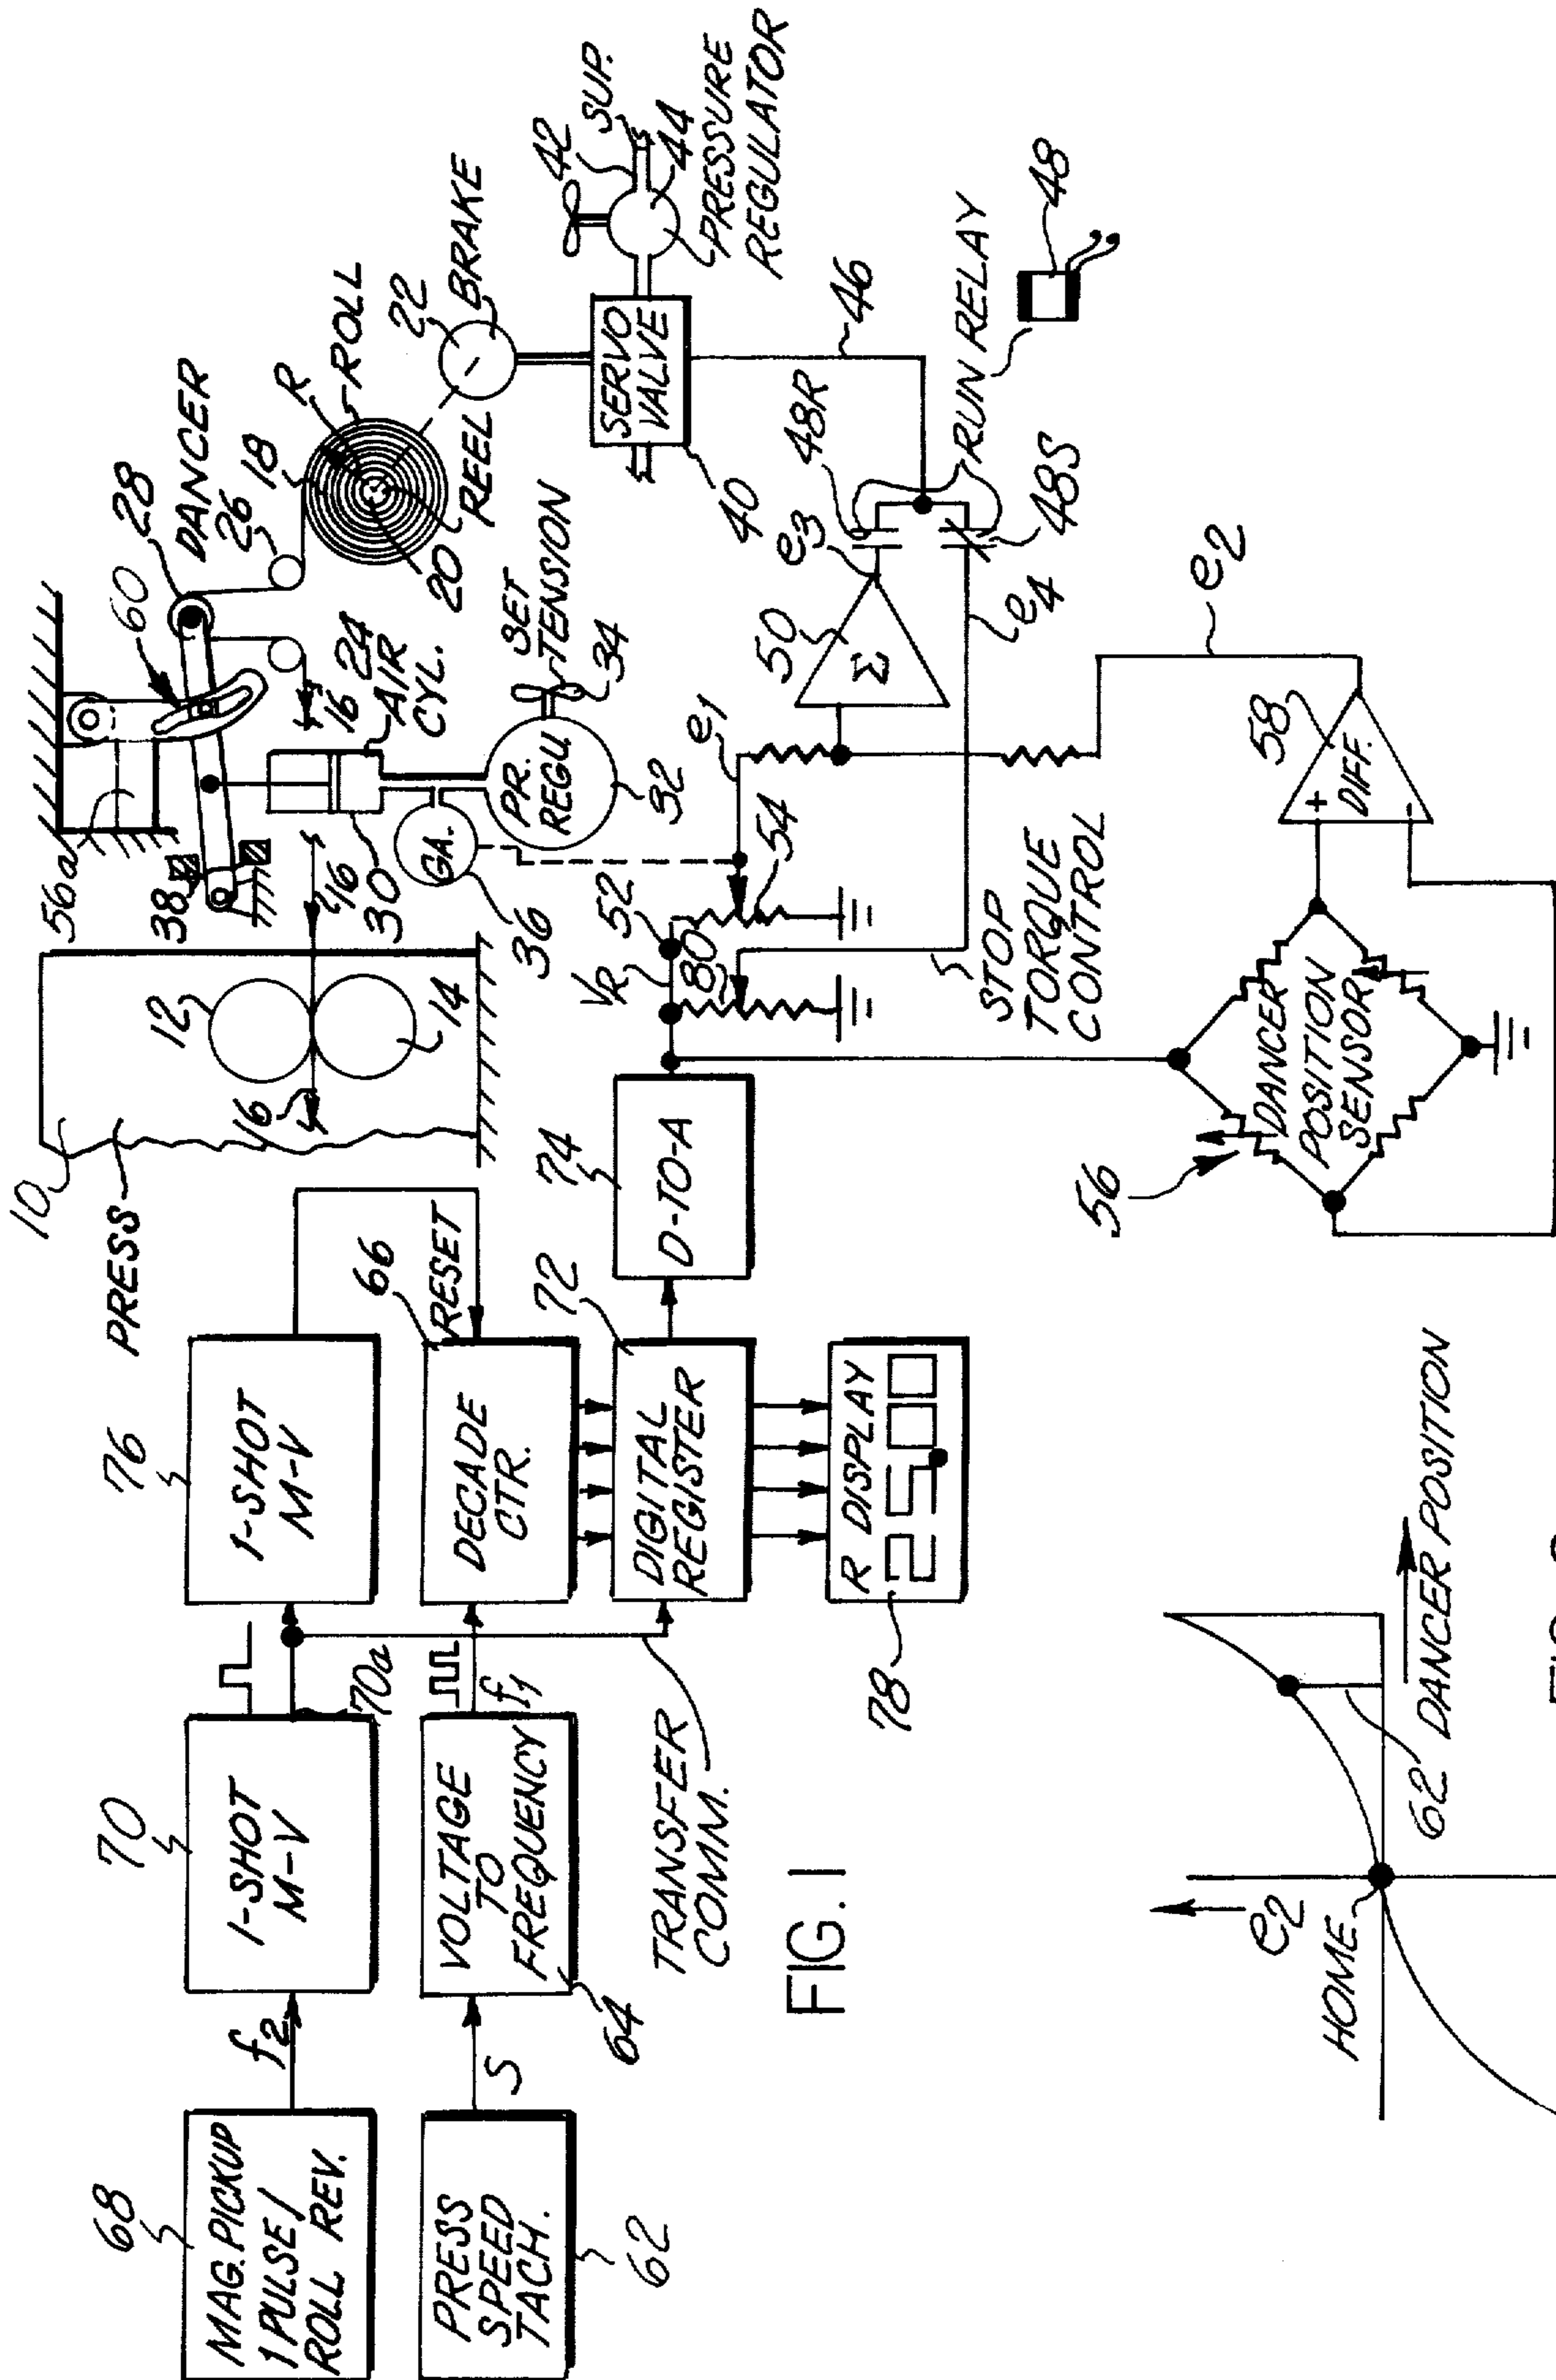 68
MAG. PICKUP
1 PULSE /
ROLL REV.
f2
70
1-SHOT
M-V
70a
76
1-SHOT
M-V
PRESS
SPEED
TACH.
62
S
VOLTAGE
TO
FREQUENCY
64
f1
DECADE
CTR.
66
RESET
TRANSFER
COMM.
DIGITAL
REGISTER
72
D-TO-A
74
R DISPLAY
25.00
78
FIG. 1
10
PRESS
12
14
16
16
16
56a
38
60
28
DANCER
26
18
R
ROLL
20
REEL
22
BRAKE
24
AIR
CYL.
30
GA.
36
PR.
REGU.
32
SET
TENSION
34
SERVO
VALVE
40
42
SUP.
44
PRESSURE
REGULATOR
46
48R
RUN RELAY
48S
48
50
Σ
e3
e4
e1
52
VR
80
54
STOP
TORQUE
CONTROL
e2
58
DIFF.
+
-
56
DANCER
POSITION
SENSOR
e2
HOME
62
DANCER POSITION